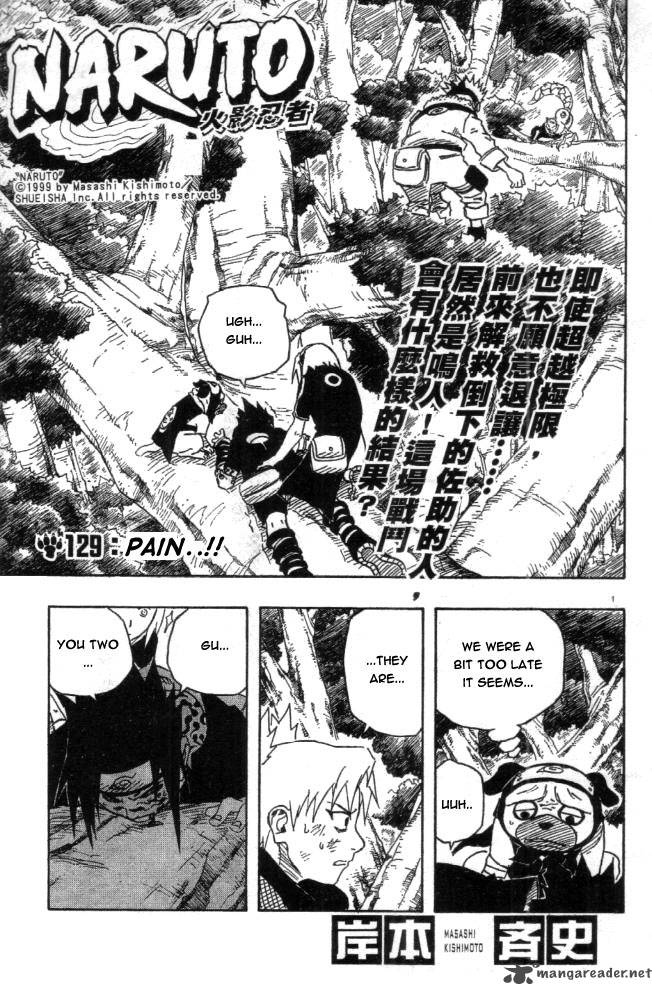 NARUTO
火影忍者
"NARUTO"
©1999 by Masashi Kishimoto
SHUEISHA Inc. All rights reserved.
即使超越極限，
也不願意退讓……
前來解救倒下的佐助的人
居然是鳴人！這場戰鬥
會有什麼樣的結果？
UGH...
GUH...
129: PAIN..!!
1
WE WERE A
BIT TOO LATE
IT SEEMS...
UUH..
...THEY
ARE...
GU...
YOU TWO
...
岸本
MASASHI
KISHIMOTO
斉史
mangareader.net